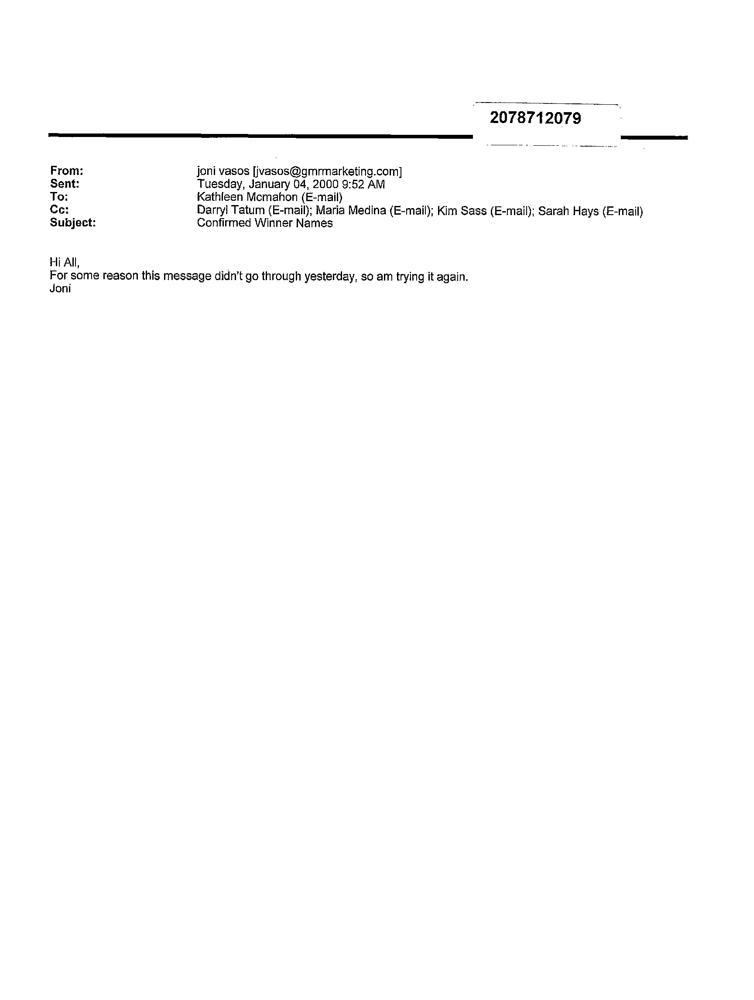 2078712079
From: joni vasos [jvasos@gmrmarketing.com]
Sent: Tuesday, January 04, 2000 9:52 AM
To: Kathleen Mcmahon (E-mail)
Cc: Darryl Tatum (E-mail); Maria Medina (E-mail); Kim Sass (E-mail); Sarah Hays (E-mail)
Subject: Confirmed Winner Names
Hi All,
For some reason this message didn't go through yesterday, so am trying it again.
Joni